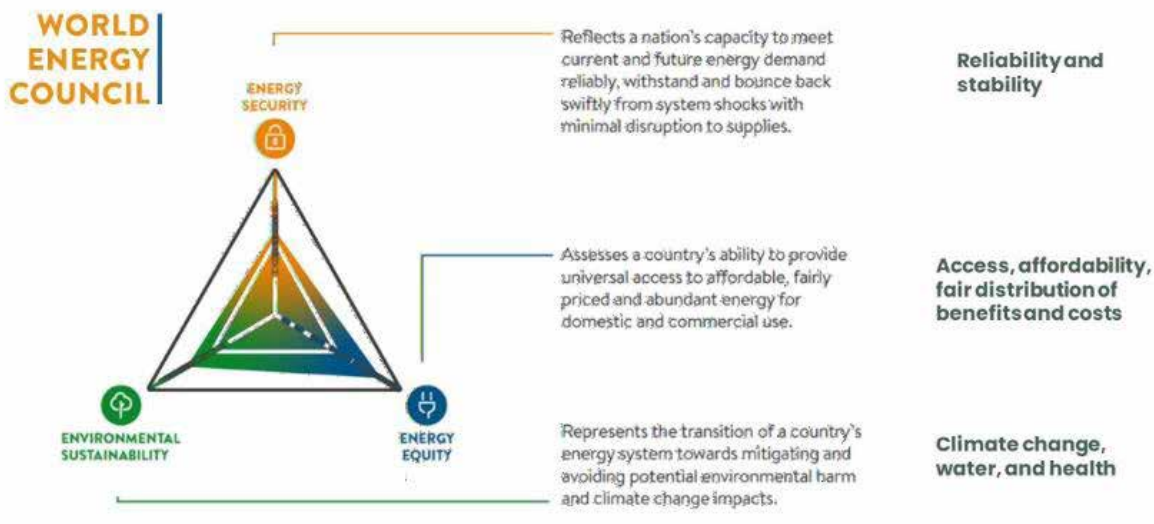 WORLD
ENERGY
COUNCIL
ENERGY
SECURITY
Reflects a nation's capacity to meet
current and future energy demand
reliably, withstand and bounce back
swiftly from system shocks with
minimal disruption to supplies.
Reliability and
stability
Assesses a country's ability to provide
universal access to affordable, fairly
priced and abundant energy for
domestic and commercial use.
Access, affordability,
fair distribution of
benefits and costs
ENVIRONMENTAL
SUSTAINABILITY
ENERGY
EQUITY
Represents the transition of a country's
energy system towards mitigating and
avoiding potential environmental harm
and climate change impacts.
Climate change,
water, and health